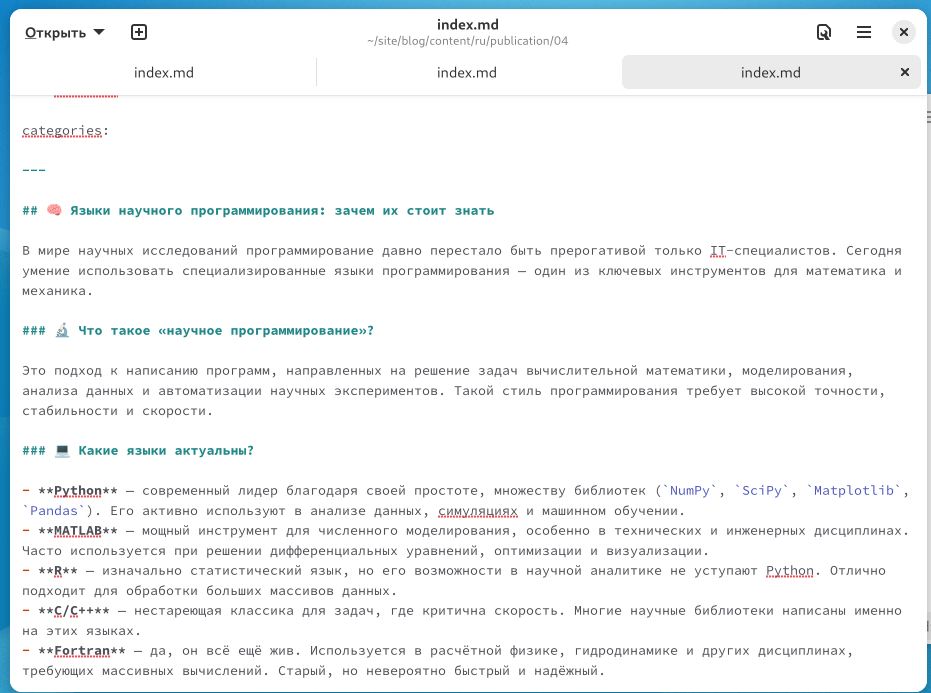 Открыть
index.md
~/site/blog/content/ru/publication/04
index.md
index.md
index.md
categories:
---
## 🧠 Языки научного программирования: зачем их стоит знать
В мире научных исследований программирование давно перестало быть прерогативой только IT-специалистов. Сегодня
умение использовать специализированные языки программирования — один из ключевых инструментов для математика и
механика.
### 🔬 Что такое «научное программирование»?
Это подход к написанию программ, направленных на решение задач вычислительной математики, моделирования,
анализа данных и автоматизации научных экспериментов. Такой стиль программирования требует высокой точности,
стабильности и скорости.
### 💻 Какие языки актуальны?
- **Python** — современный лидер благодаря своей простоте, множеству библиотек (`NumPy`, `SciPy`, `Matplotlib`,
`Pandas`). Его активно используют в анализе данных, симуляциях и машинном обучении.
- **MATLAB** — мощный инструмент для численного моделирования, особенно в технических и инженерных дисциплинах.
Часто используется при решении дифференциальных уравнений, оптимизации и визуализации.
- **R** — изначально статистический язык, но его возможности в научной аналитике не уступают Python. Отлично
подходит для обработки больших массивов данных.
- **C/C++** — нестареющая классика для задач, где критична скорость. Многие научные библиотеки написаны именно
на этих языках.
- **Fortran** — да, он всё ещё жив. Используется в расчётной физике, гидродинамике и других дисциплинах,
требующих массивных вычислений. Старый, но невероятно быстрый и надёжный.